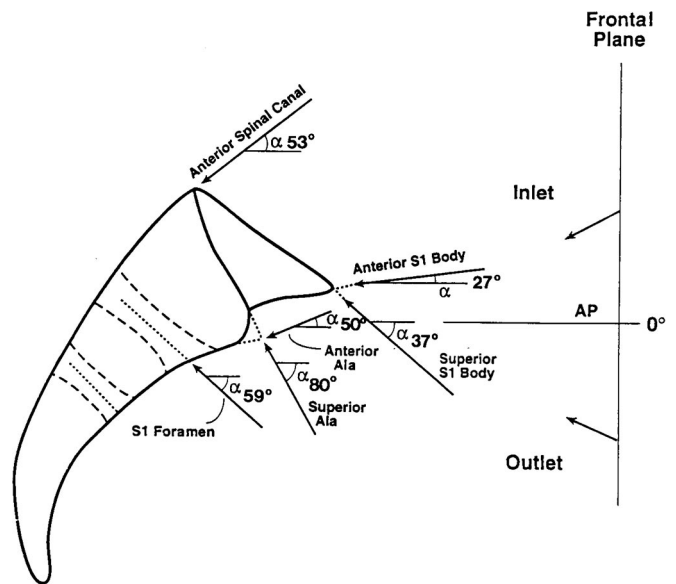 Frontal
Plane
Anterior Spinal Canal
α 53°
Inlet
Anterior S1 Body
α
27°
AP
0°
α 50°
α 37°
Anterior
Ala
Superior
S1 Body
α 80°
α 59°
Superior
Ala
S1 Foramen
Outlet